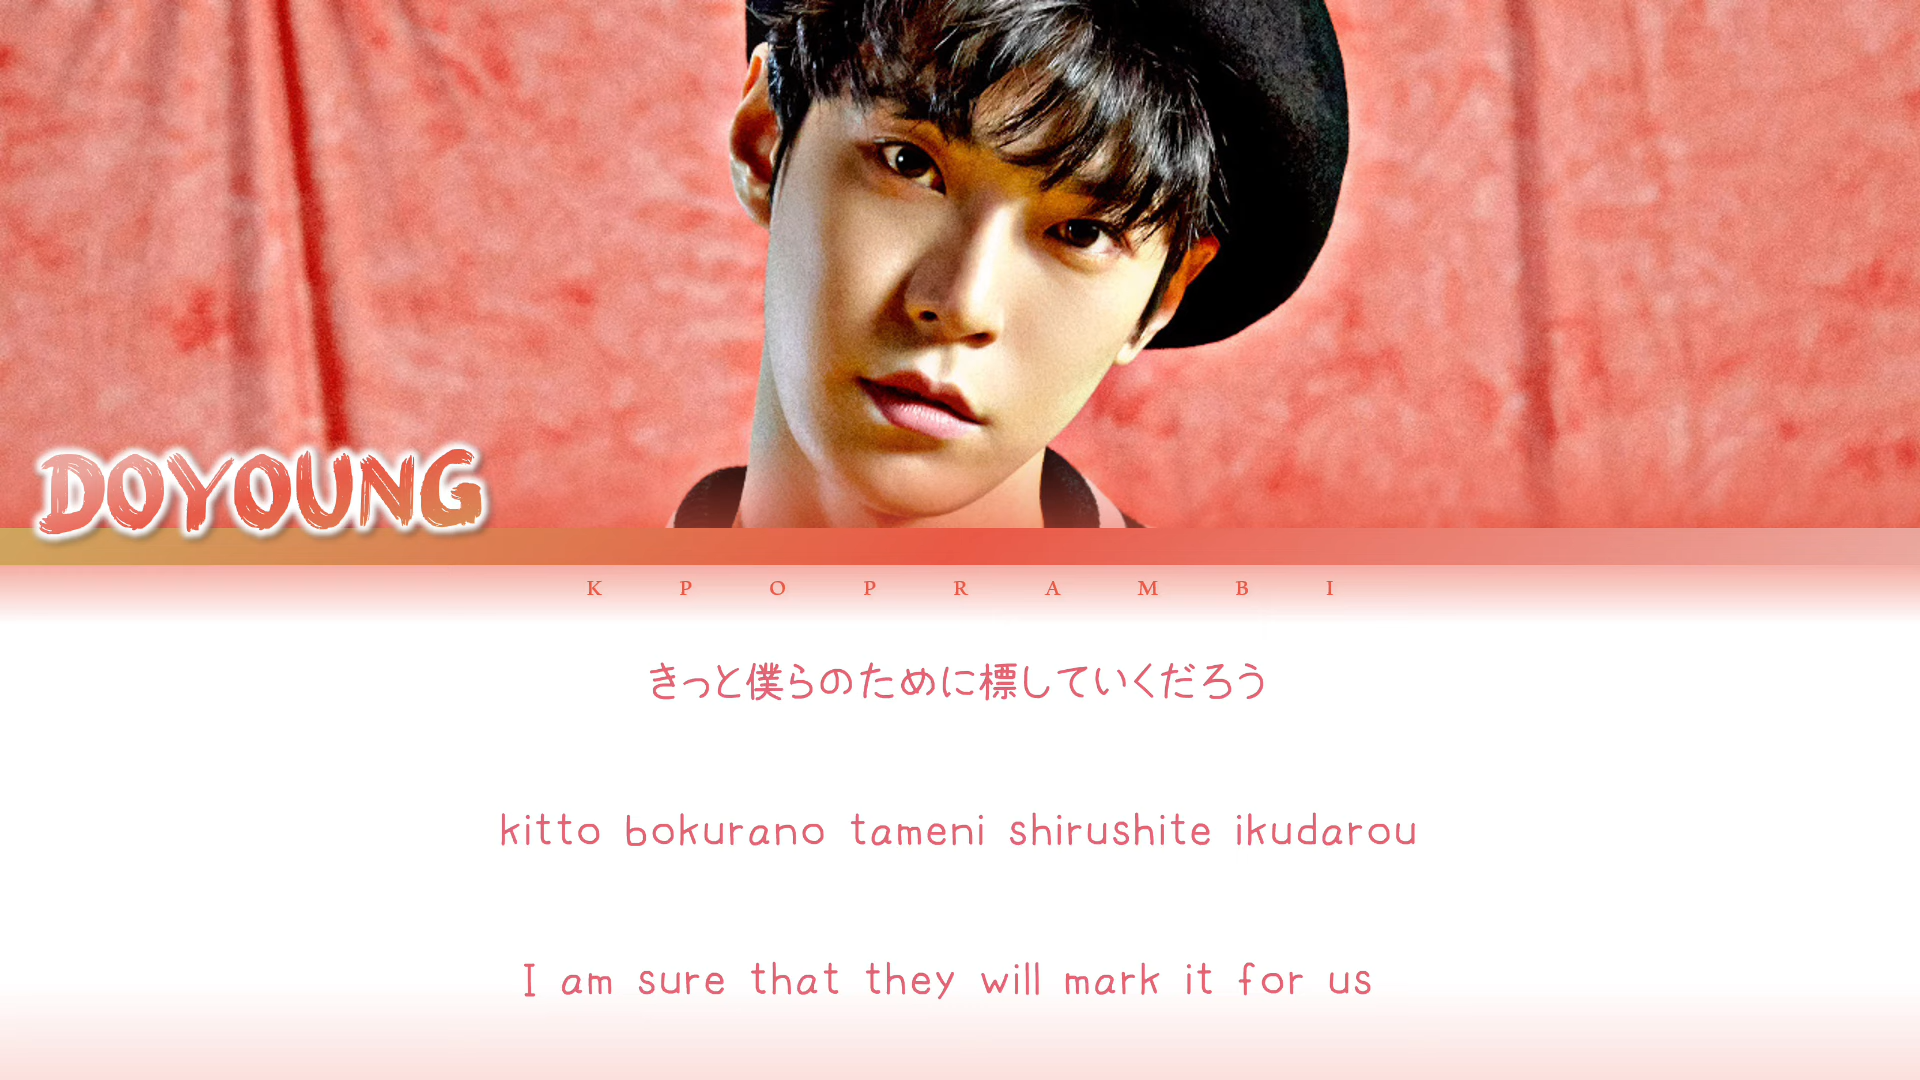 DOYOUNG
KPOPRAMBI
きっと僕らのために標していくだろう
kitto bokurano tameni shirushite ikudarou
I am sure that they will mark it for us